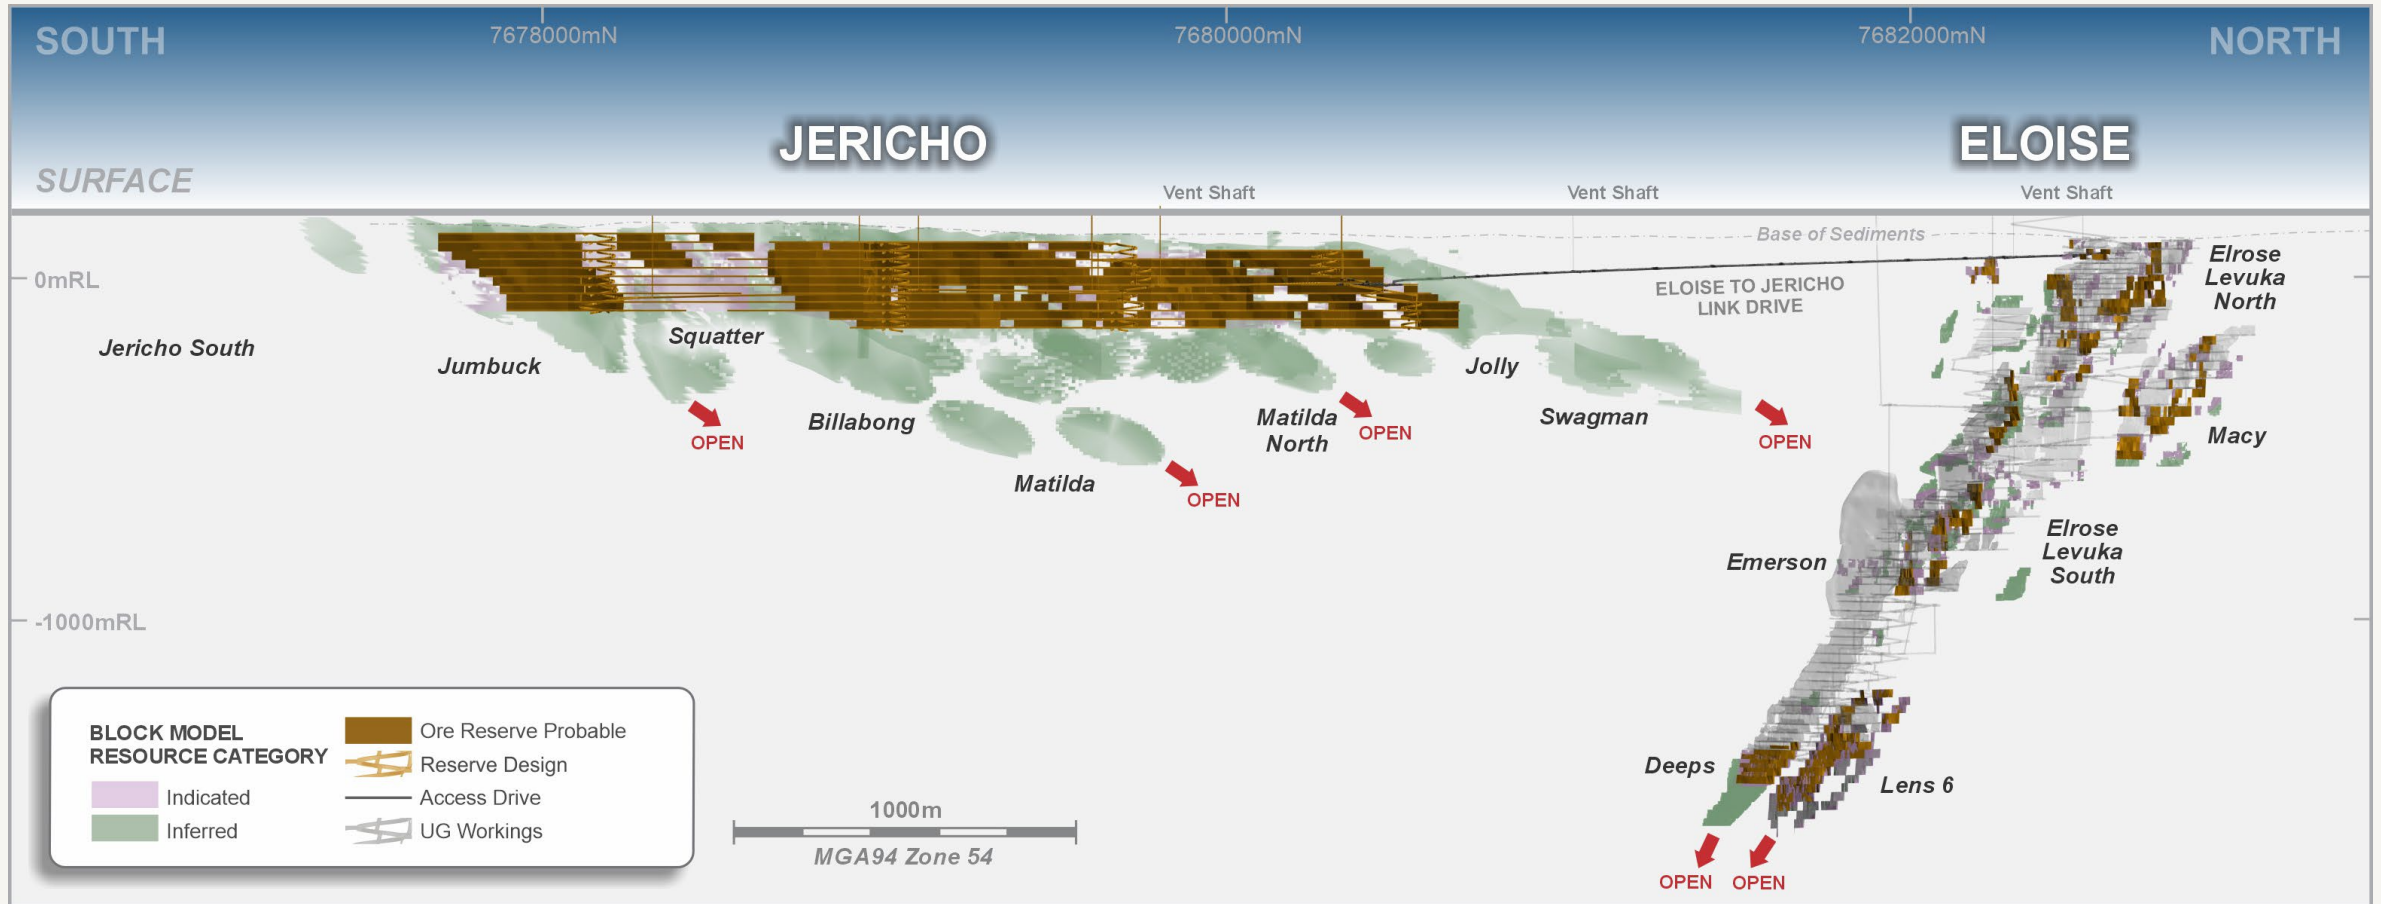 SOUTH
7678000mN
7680000mN
7682000mN
NORTH
JERICHO
ELOISE
SURFACE
Vent Shaft
Vent Shaft
Vent Shaft
Base of Sediments
0mRL
ELOISE TO JERICHO
LINK DRIVE
Elrose
Levuka
North
Jericho South
Jumbuck
Squatter
Billabong
Matilda
Matilda
North
Jolly
Swagman
Macy
OPEN
OPEN
OPEN
OPEN
Emerson
Elrose
Levuka
South
-1000mRL
Deeps
Lens 6
OPEN
OPEN
BLOCK MODEL
RESOURCE CATEGORY
Indicated
Inferred
Ore Reserve Probable
Reserve Design
Access Drive
UG Workings
1000m
MGA94 Zone 54